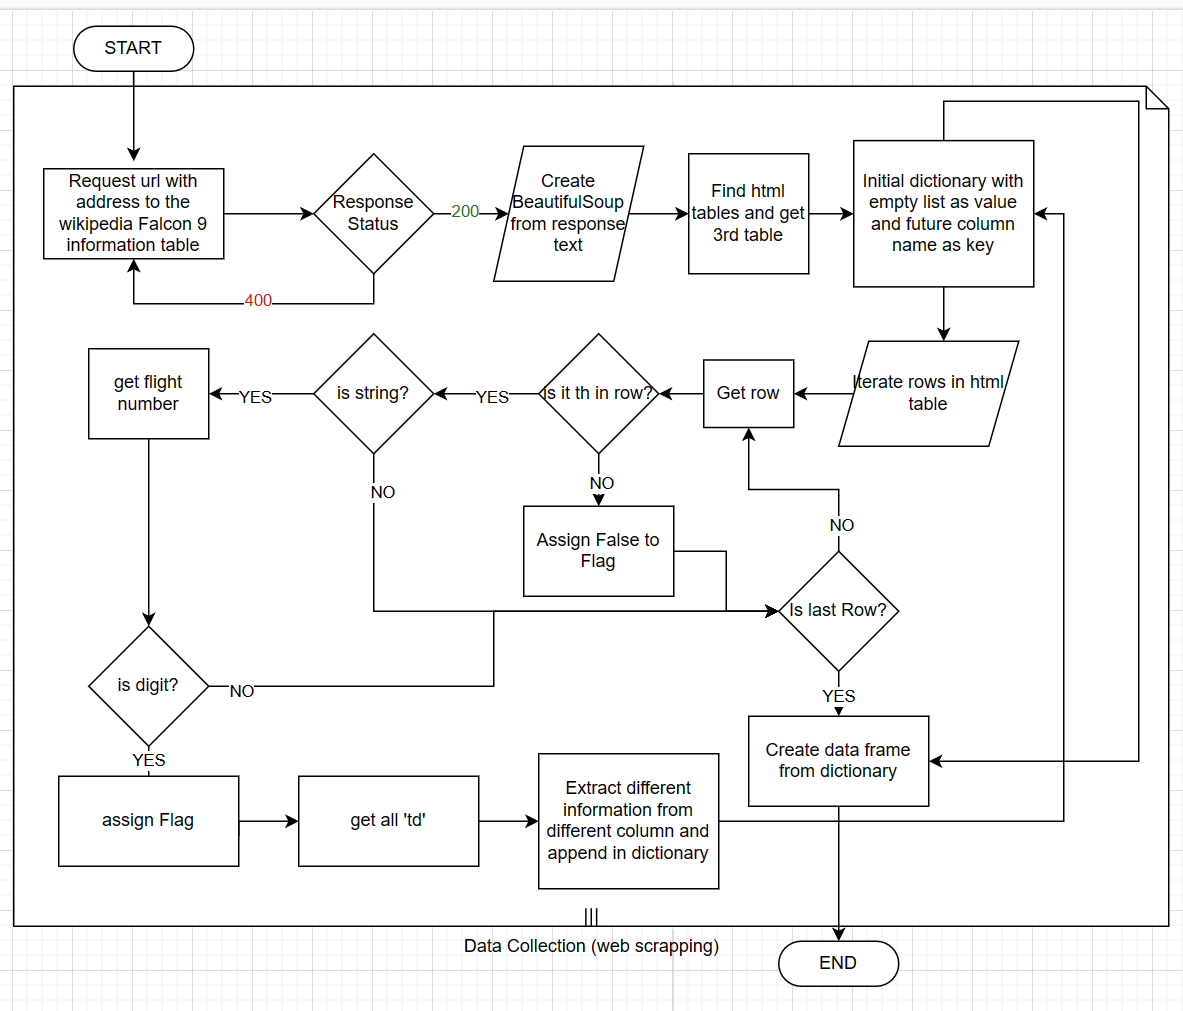 START
Request url with
address to the
wikipedia Falcon 9
information table
Response
Status
200
Create
BeautifulSoup
from response
text
Find html
tables and get
3rd table
Initial dictionary with
empty list as value
and future column
name as key
400
get flight
number
YES
is string?
YES
is it th in row?
Get row
Iterate rows in html
table
NO
NO
Assign False to
Flag
NO
Is last Row?
is digit?
NO
YES
YES
Create data frame
from dictionary
assign Flag
get all 'td'
Extract different
information from
different column and
append in dictionary
Data Collection (web scrapping)
END